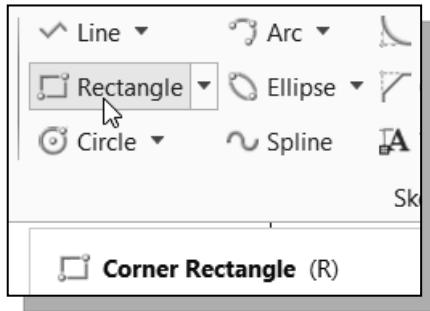 Line Arc
Rectangle Ellipse
Circle Spline A
Sk
Corner Rectangle (R)